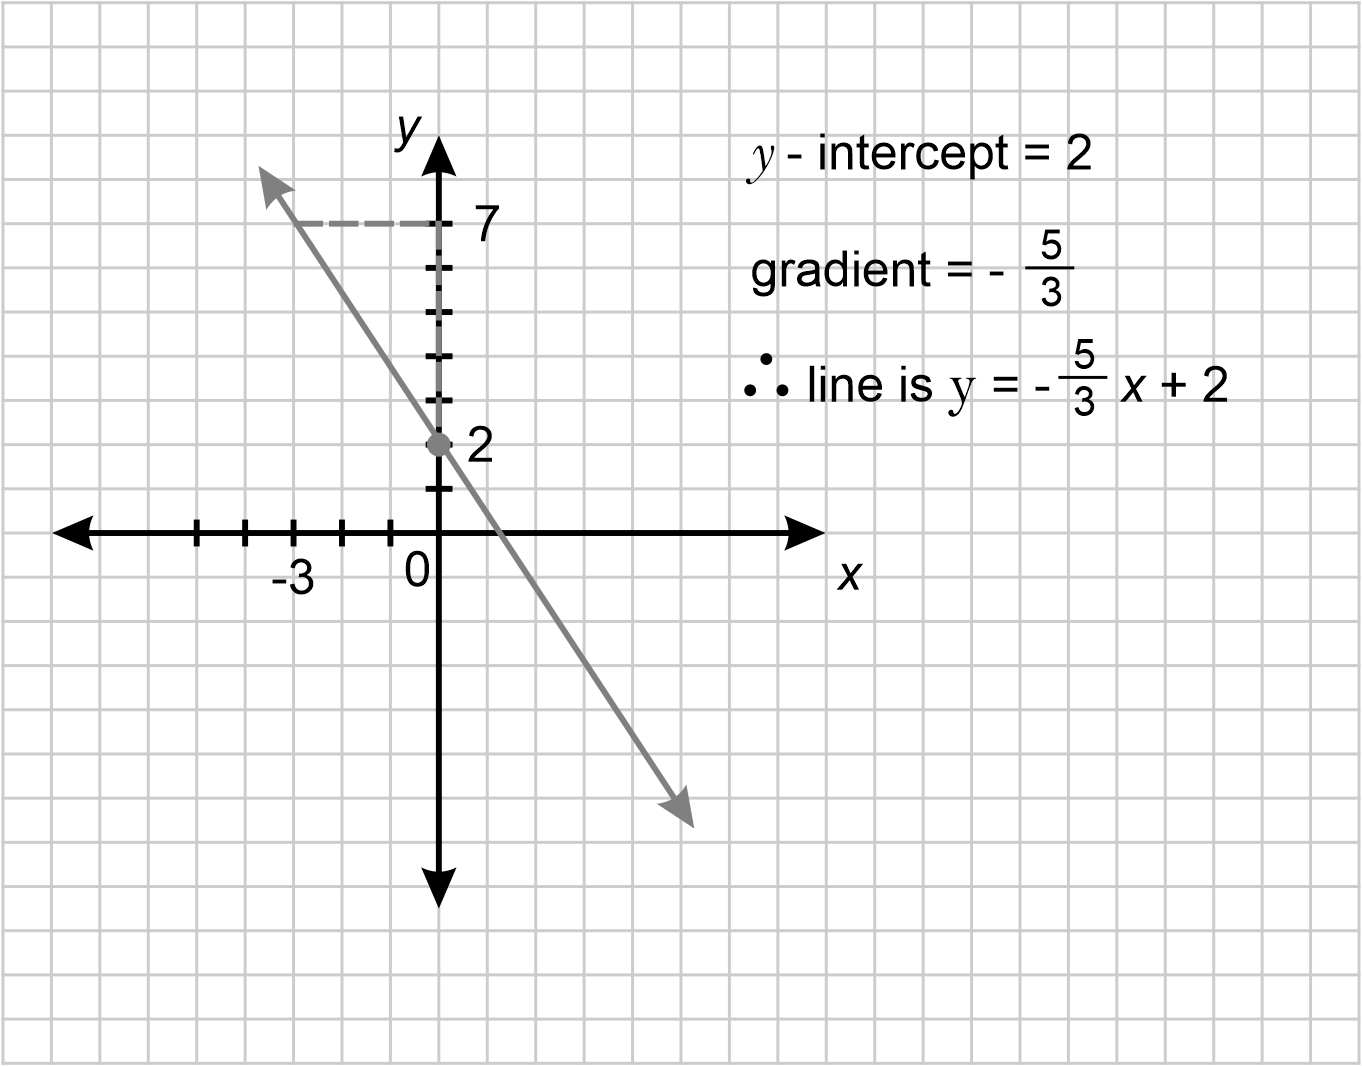 y
y - intercept = 2
7
gradient = - 5/3
∴ line is y = - 5/3 x + 2
2
-3
0
x